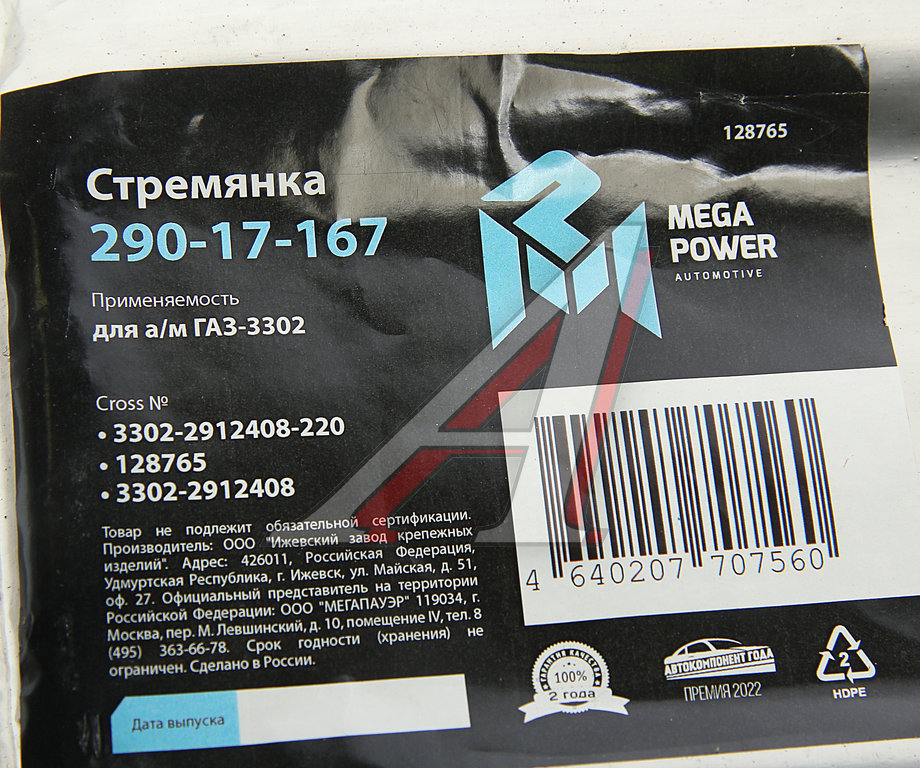 128765
Стремянка
290-17-167
MEGA
POWER
AUTOMOTIVE
Применяемость
для а/м ГАЗ-3302
Cross №
• 3302-2912408-220
• 128765
• 3302-2912408
Товар не подлежит обязательной сертификации.
Производитель: ООО "Ижевский завод крепежных
изделий". Адрес: 426011, Российская Федерация,
Удмуртская Республика, г. Ижевск, ул. Майская, д. 51,
оф. 27. Официальный представитель на территории
Российской Федерации: ООО "МЕГАПАУЭР" 119034, г.
Москва, пер. М. Левшинский, д. 10, помещение IV, тел. 8
(495) 363-66-78. Срок годности (хранения) не
ограничен. Сделано в России.
4 640207 707560
ГАРАНТИЯ КАЧЕСТВА
100%
2 года
АВТОКОМПОНЕНТ ГОДА
ПРЕМИЯ 2022
2
HDPE
Дата выпуска